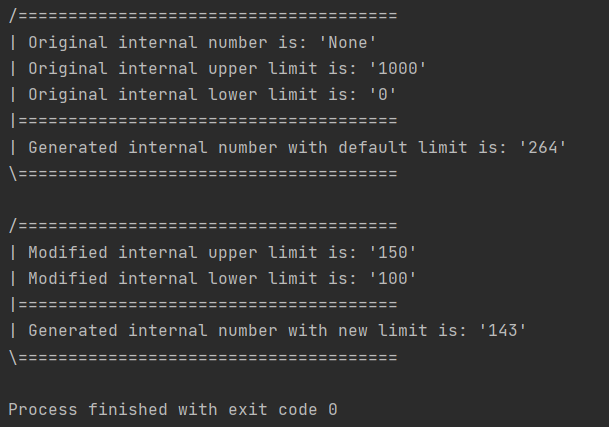 /======================================
| Original internal number is: 'None'
| Original internal upper limit is: '1000'
| Original internal lower limit is: '0'
|======================================
| Generated internal number with default limit is: '264'
\======================================
/======================================
| Modified internal upper limit is: '150'
| Modified internal lower limit is: '100'
|======================================
| Generated internal number with new limit is: '143'
\======================================
Process finished with exit code 0